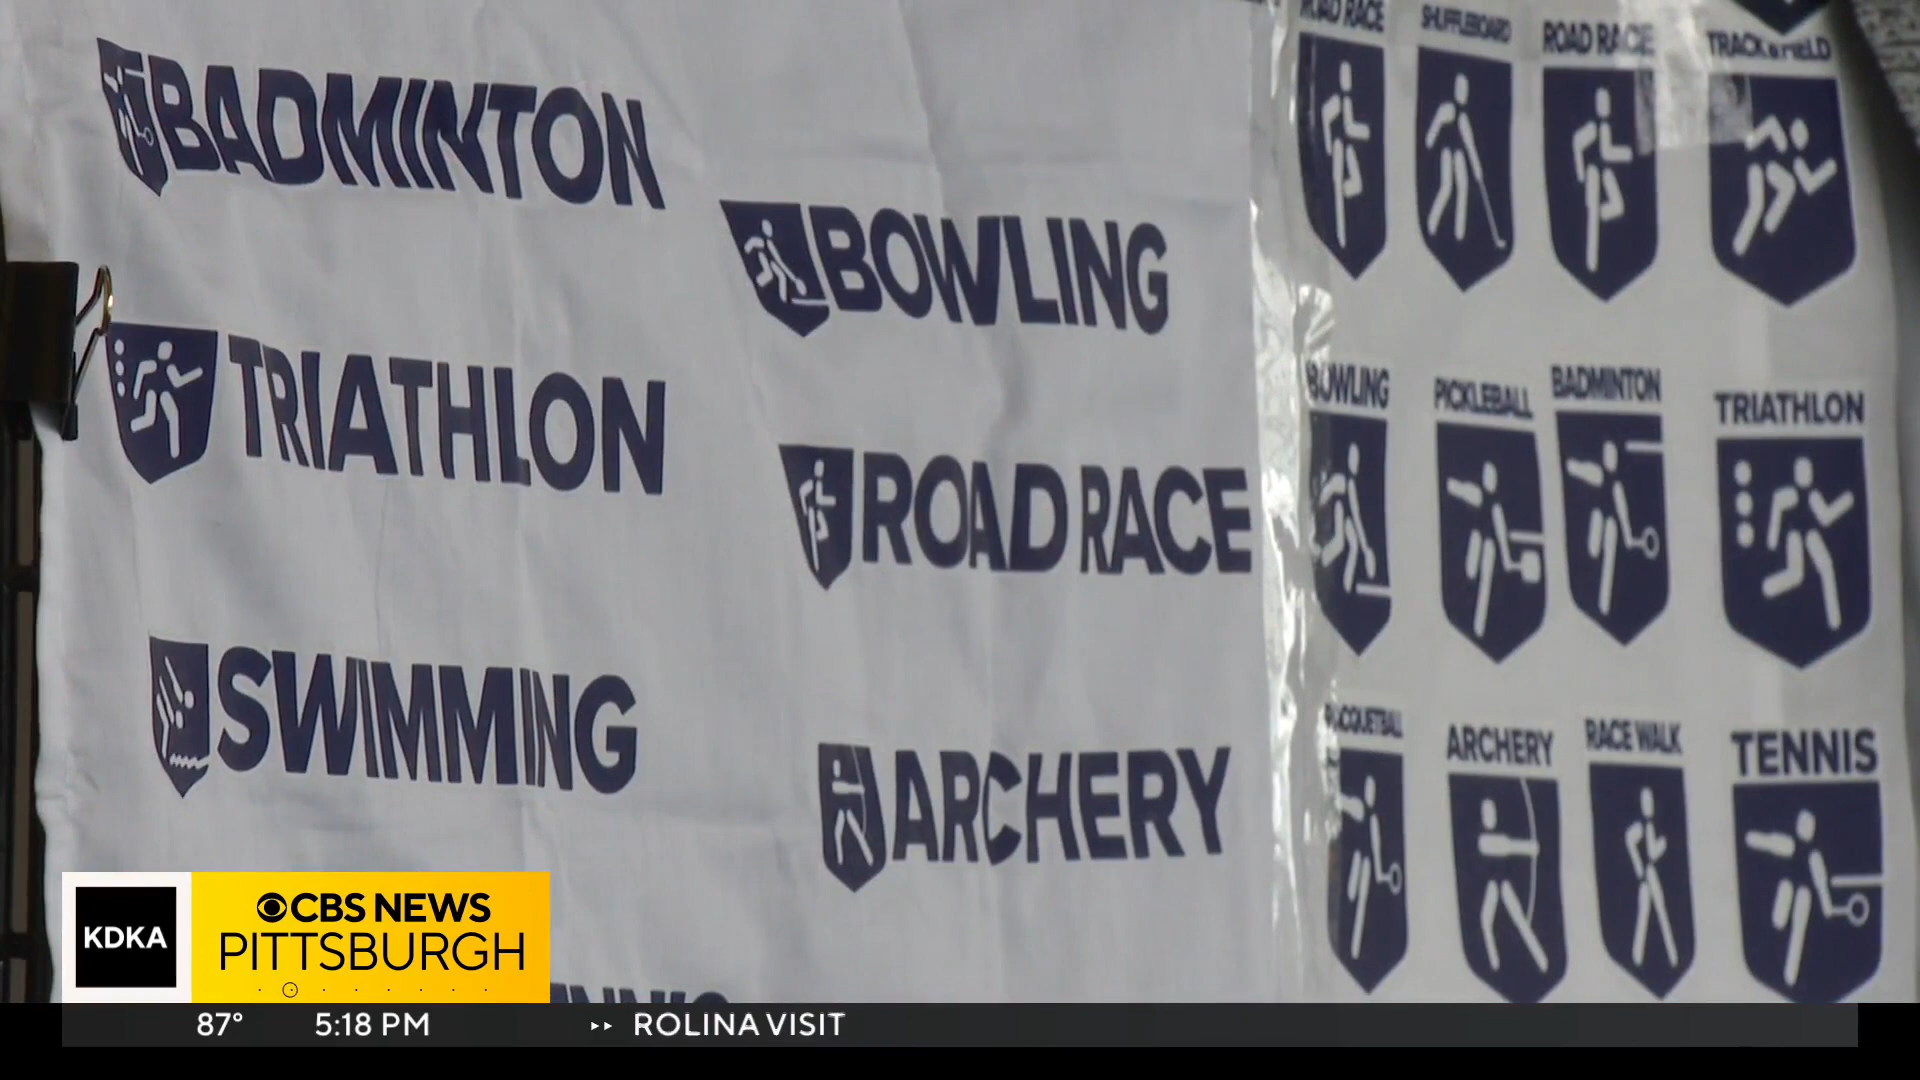 BADMINTON
BOWLING
TRIATHLON
ROAD RACE
SWIMMING
ARCHERY
ROAD RACE
SHUFFLEBOARD
ROAD RACE
TRACK & FIELD
BOWLING
PICKLEBALL
BADMINTON
TRIATHLON
RACQUETBALL
ARCHERY
RACE WALK
TENNIS
KDKA
CBS NEWS
PITTSBURGH
87° 5:18 PM ROLINA VISIT